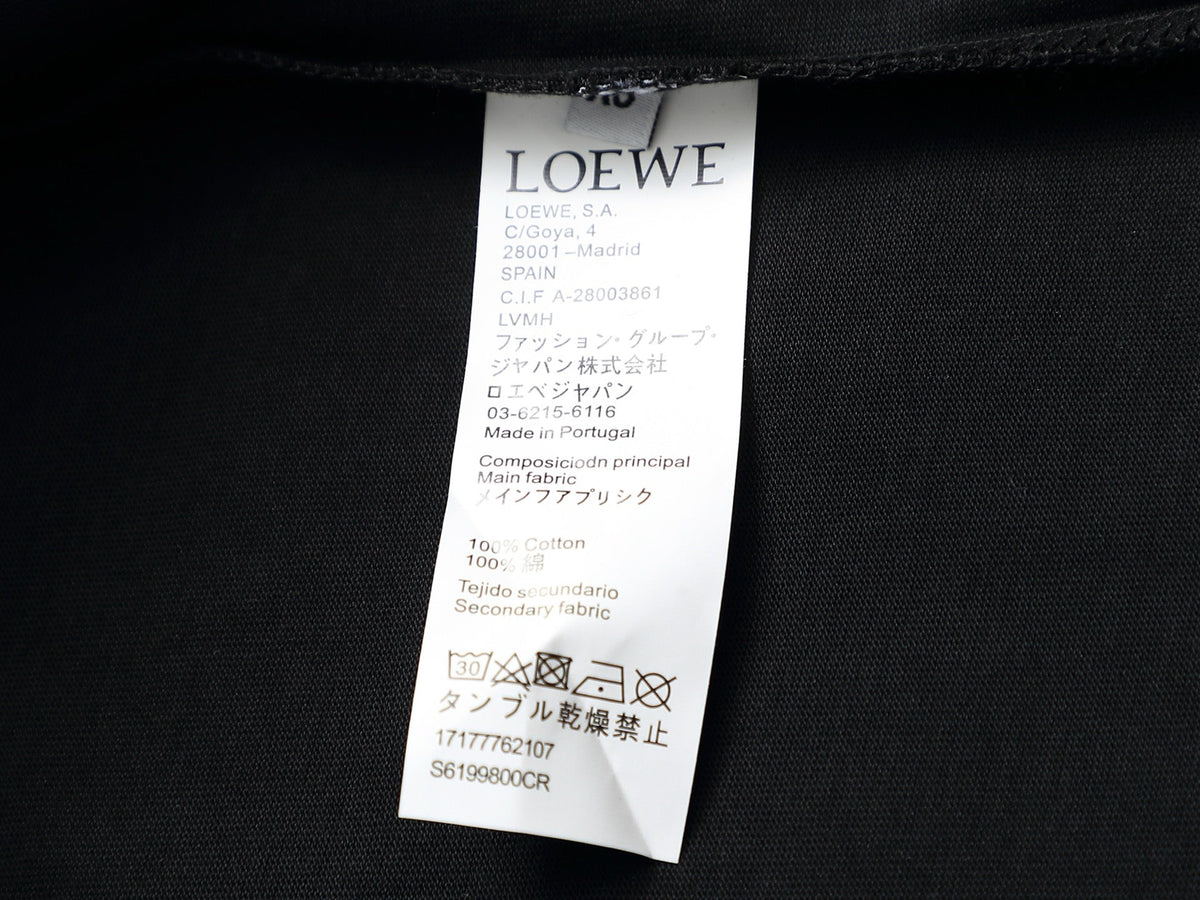 LOEWE
LOEWE, S.A.
C/Goya, 4
28001–Madrid
SPAIN
C.I.F A-28003861
LVMH
ファッション・グループ・
ジャパン株式会社
ロエベジャパン
03-6215-6116
Made in Portugal
Composiciodn principal
Main fabric
メインフアプリシク
100% Cotton
100% 綿
Tejido secundario
Secondary fabric
30
タンブル乾燥禁止
17177762107
S6199800CR